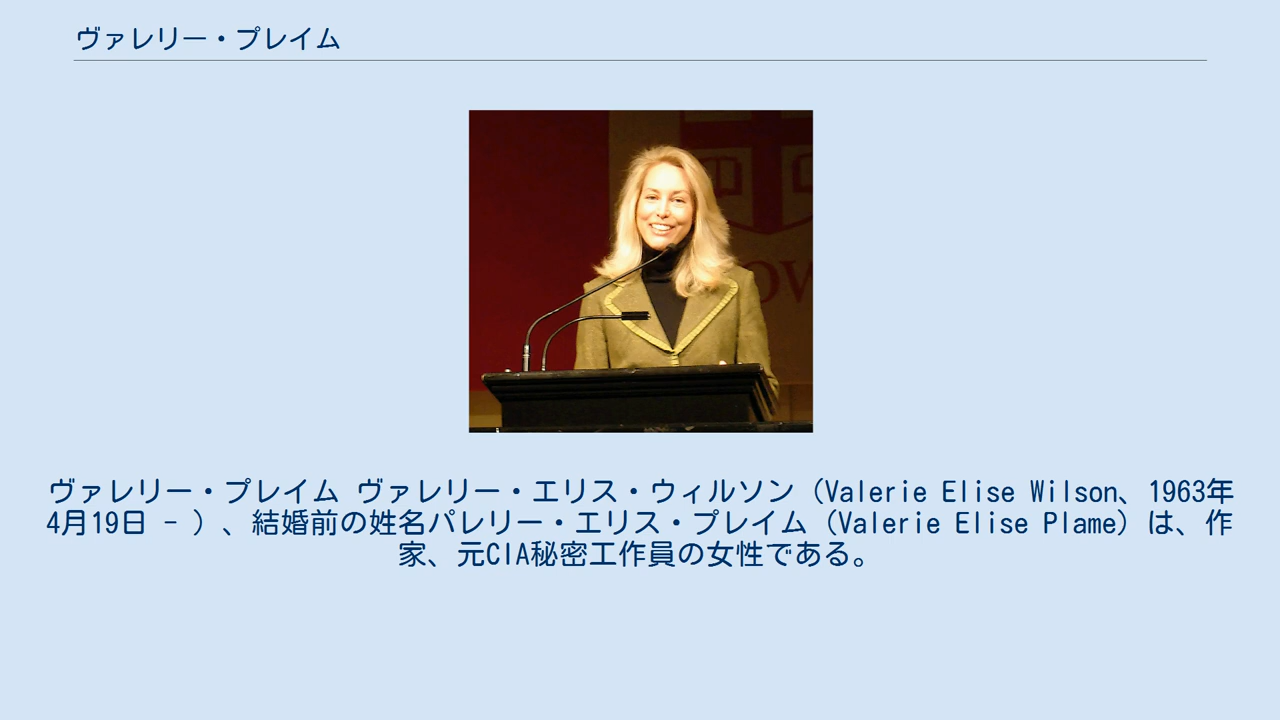 ヴァレリー・プレイム
OW
ヴァレリー・プレイム ヴァレリー・エリス・ウィルソン（Valerie Elise Wilson、1963年
4月19日 - ）、結婚前の姓名パレリー・エリス・プレイム（Valerie Elise Plame）は、作
家、元CIA秘密工作員の女性である。